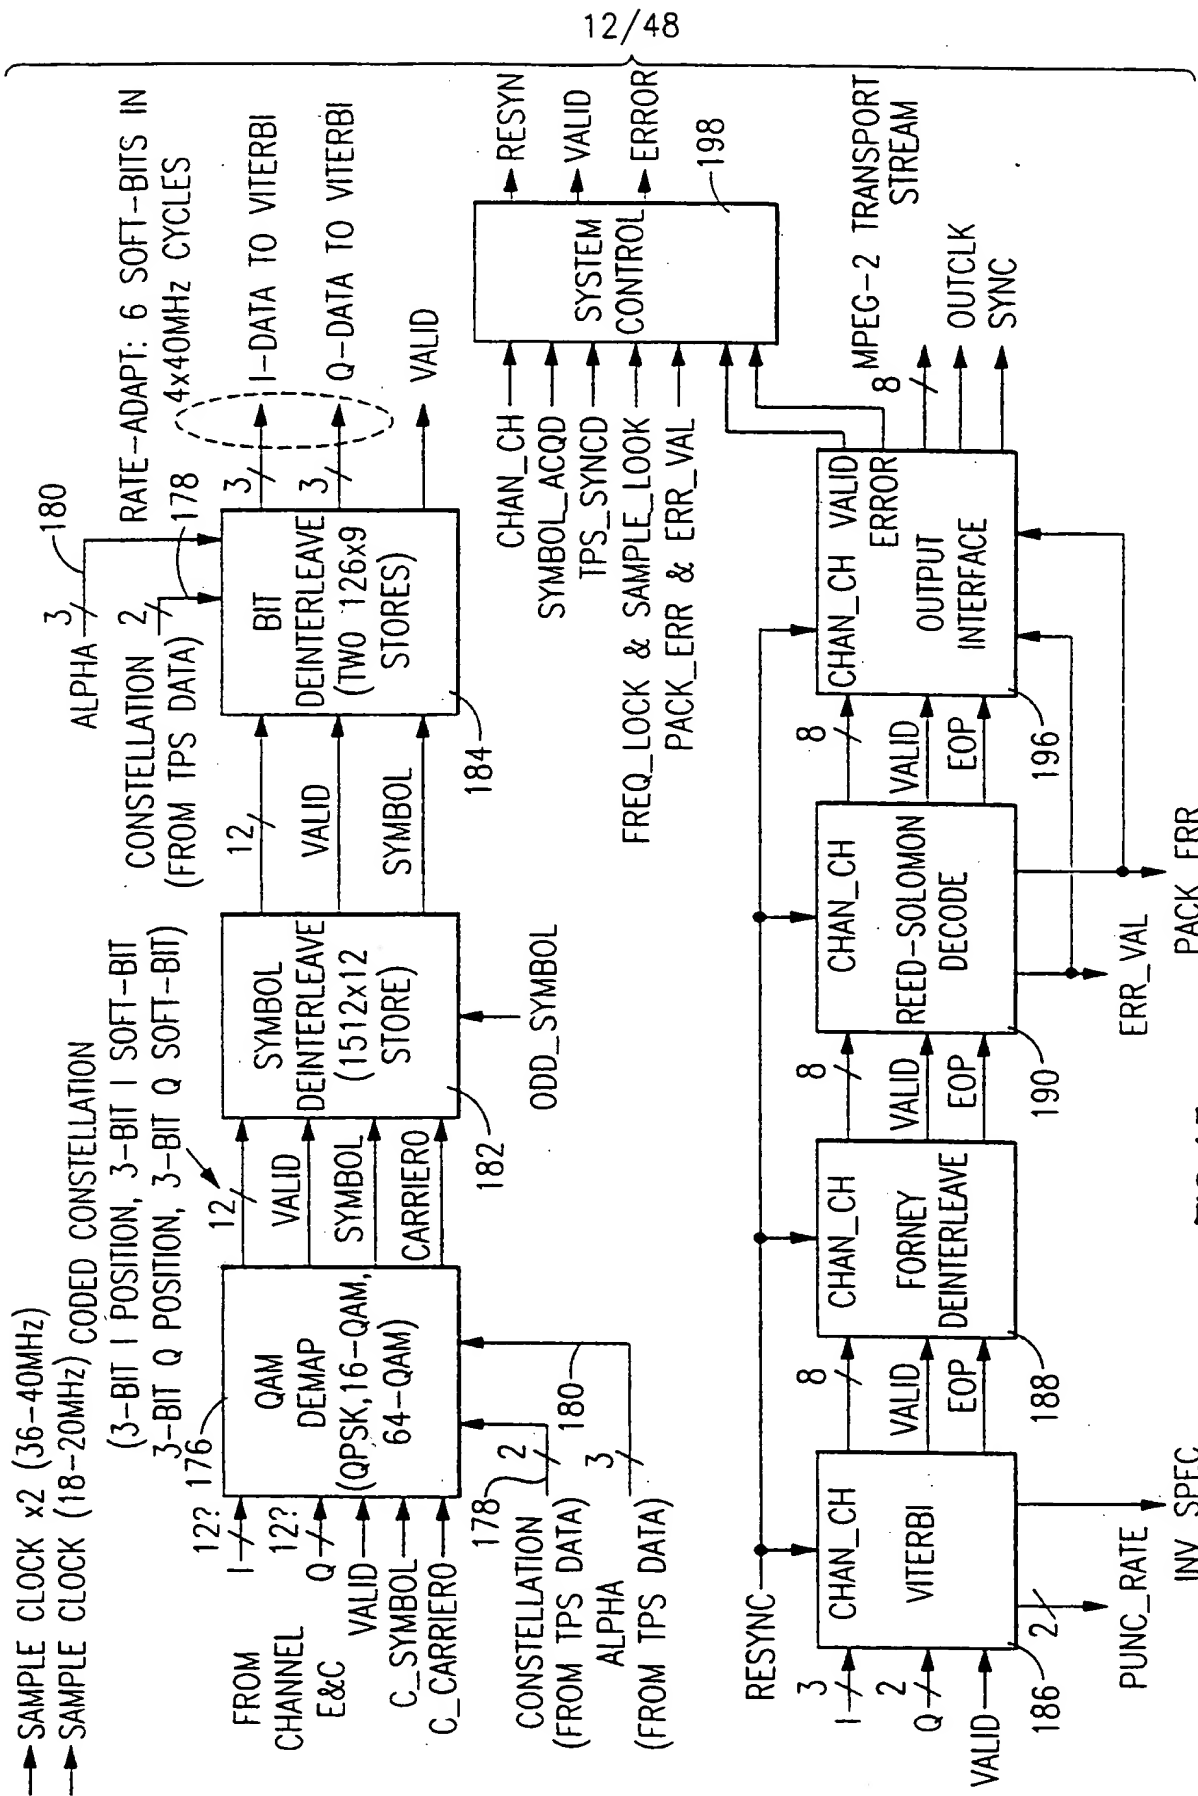 12/48
SAMPLE CLOCK x2 (36-40MHz)
SAMPLE CLOCK (18-20MHz)
CODED CONSTELLATION
(3-BIT I POSITION, 3-BIT I SOFT-BIT
3-BIT Q POSITION, 3-BIT Q SOFT-BIT)
FROM
CHANNEL
E&C
12?
I
12?
Q
VALID
C_SYMBOL
C_CARRIER0
176
QAM
DEMAP
(QPSK,16-QAM,
64-QAM)
178
2
CONSTELLATION
(FROM TPS DATA)
180
3
ALPHA
(FROM TPS DATA)
12
VALID
SYMBOL
CARRIER0
SYMBOL
DEINTERLEAVE
(1512x12
STORE)
182
ODD_SYMBOL
12
VALID
SYMBOL
ALPHA
3
180
CONSTELLATION
(FROM TPS DATA)
2
178
BIT
DEINTERLEAVE
(TWO 126x9
STORES)
184
RATE-ADAPT: 6 SOFT-BITS IN
4x40MHz CYCLES
3
I-DATA TO VITERBI
3
Q-DATA TO VITERBI
VALID
CHAN_CH
SYMBOL_ACQD
TPS_SYNCD
FREQ_LOCK & SAMPLE_LOOK
PACK_ERR & ERR_VAL
SYSTEM
CONTROL
198
RESYN
VALID
ERROR
RESYNC
3
I
2
Q
VALID
CHAN_CH
VITERBI
186
2
PUNC_RATE
INV_SPEC
8
VALID
EOP
CHAN_CH
FORNEY
DEINTERLEAVE
188
8
VALID
EOP
CHAN_CH
REED-SOLOMON
DECODE
190
ERR_VAL
PACK_ERR
8
VALID
EOP
CHAN_CH VALID
ERROR
OUTPUT
INTERFACE
196
8
MPEG-2 TRANSPORT
STREAM
OUTCLK
SYNC